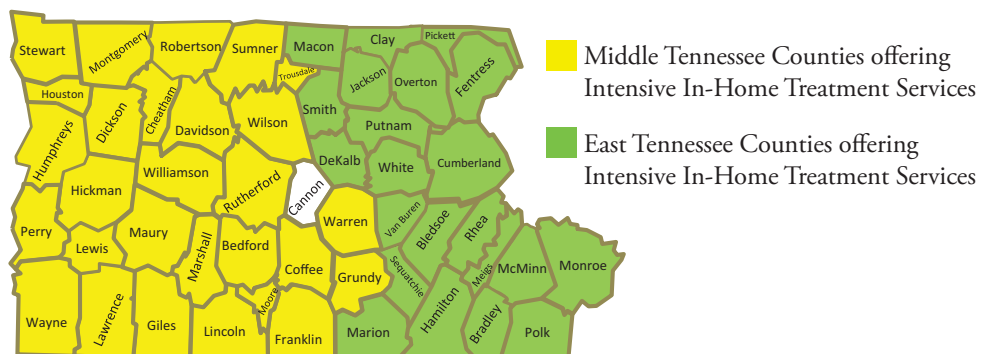 Stewart
Montgomery
Robertson
Sumner
Macon
Clay
Pickett
Trousdale
Jackson
Overton
Fentress
Houston
Dickson
Cheatham
Davidson
Wilson
Smith
Putnam
Humphreys
Hickman
Williamson
Rutherford
Cannon
DeKalb
White
Cumberland
Warren
Van Buren
Bledsoe
Rhea
Perry
Lewis
Maury
Marshall
Bedford
Coffee
Grundy
Sequatchie
Meigs
McMinn
Monroe
Wayne
Lawrence
Giles
Lincoln
Moore
Franklin
Marion
Hamilton
Bradley
Polk
Middle Tennessee Counties offering
Intensive In-Home Treatment Services
East Tennessee Counties offering
Intensive In-Home Treatment Services